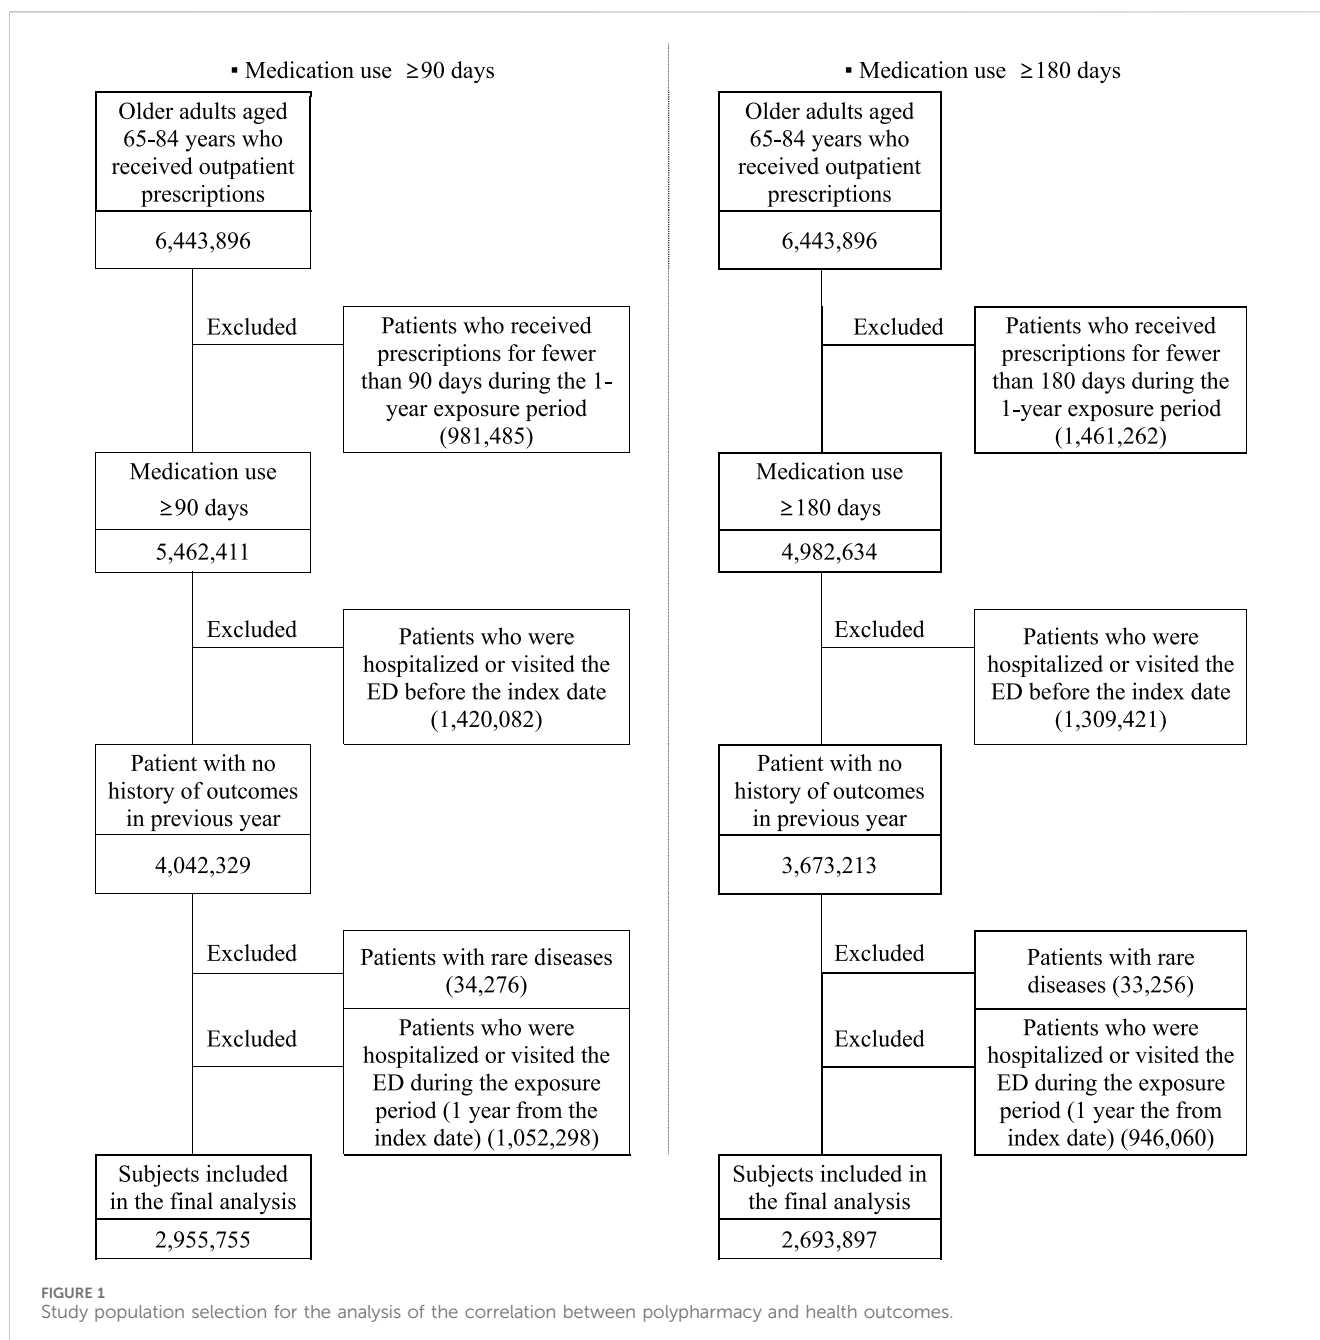 ▪ Medication use ≥90 days
Older adults aged
65-84 years who
received outpatient
prescriptions
6,443,896
Excluded
Patients who received
prescriptions for fewer
than 90 days during the 1-
year exposure period
(981,485)
Medication use
≥90 days
5,462,411
Excluded
Patients who were
hospitalized or visited the
ED before the index date
(1,420,082)
Patient with no
history of outcomes
in previous year
4,042,329
Excluded
Patients with rare diseases
(34,276)
Excluded
Patients who were
hospitalized or visited the
ED during the exposure
period (1 year from the
index date) (1,052,298)
Subjects included
in the final analysis
2,955,755
▪ Medication use ≥180 days
Older adults aged
65-84 years who
received outpatient
prescriptions
6,443,896
Excluded
Patients who received
prescriptions for fewer
than 180 days during the
1-year exposure period
(1,461,262)
Medication use
≥180 days
4,982,634
Excluded
Patients who were
hospitalized or visited the
ED before the index date
(1,309,421)
Patient with no
history of outcomes
in previous year
3,673,213
Excluded
Patients with rare
diseases (33,256)
Excluded
Patients who were
hospitalized or visited the
ED during the exposure
period (1 year the from
index date) (946,060)
Subjects included in
the final analysis
2,693,897
FIGURE 1
Study population selection for the analysis of the correlation between polypharmacy and health outcomes.